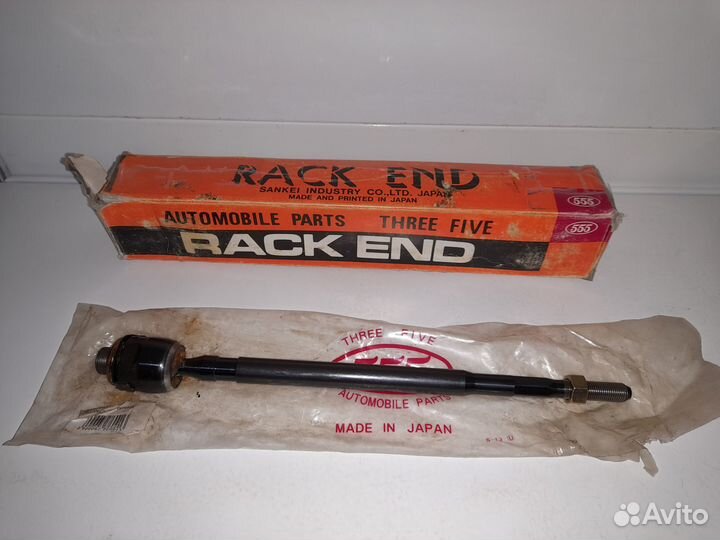 RACK END
SANKEI INDUSTRY CO.,LTD. JAPAN
MADE AND PRINTED IN JAPAN
555
AUTOMOBILE PARTS THREE FIVE
555
RACK END
THREE FIVE
555
AUTOMOBILE PARTS
MADE IN JAPAN
Avito